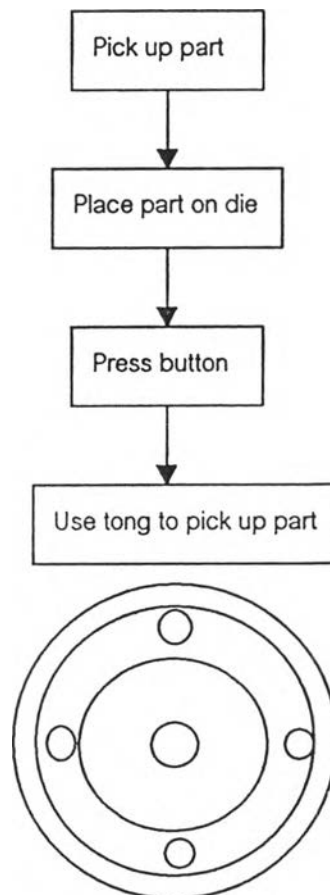 Pick up part
Place part on die
Press button
Use tong to pick up part